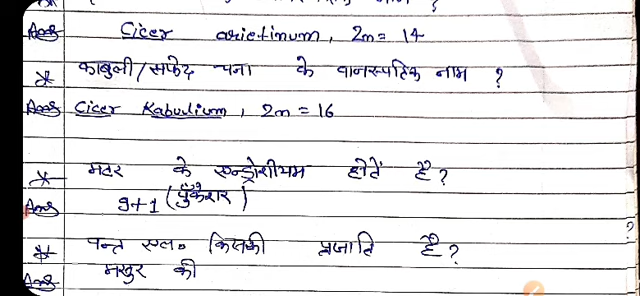 Ans Cicer arietinum, 2n = 14
* काबुली/सफेद चना के वानस्पतिक नाम ?
Ans Cicer Kabulium, 2n = 16
* मटर के एन्ड्रोशीयम होतें है?
Ans 9+1 (पुंकेशर)
* पन्त एल० किसकी प्रजाति है?
Ans मसुर की